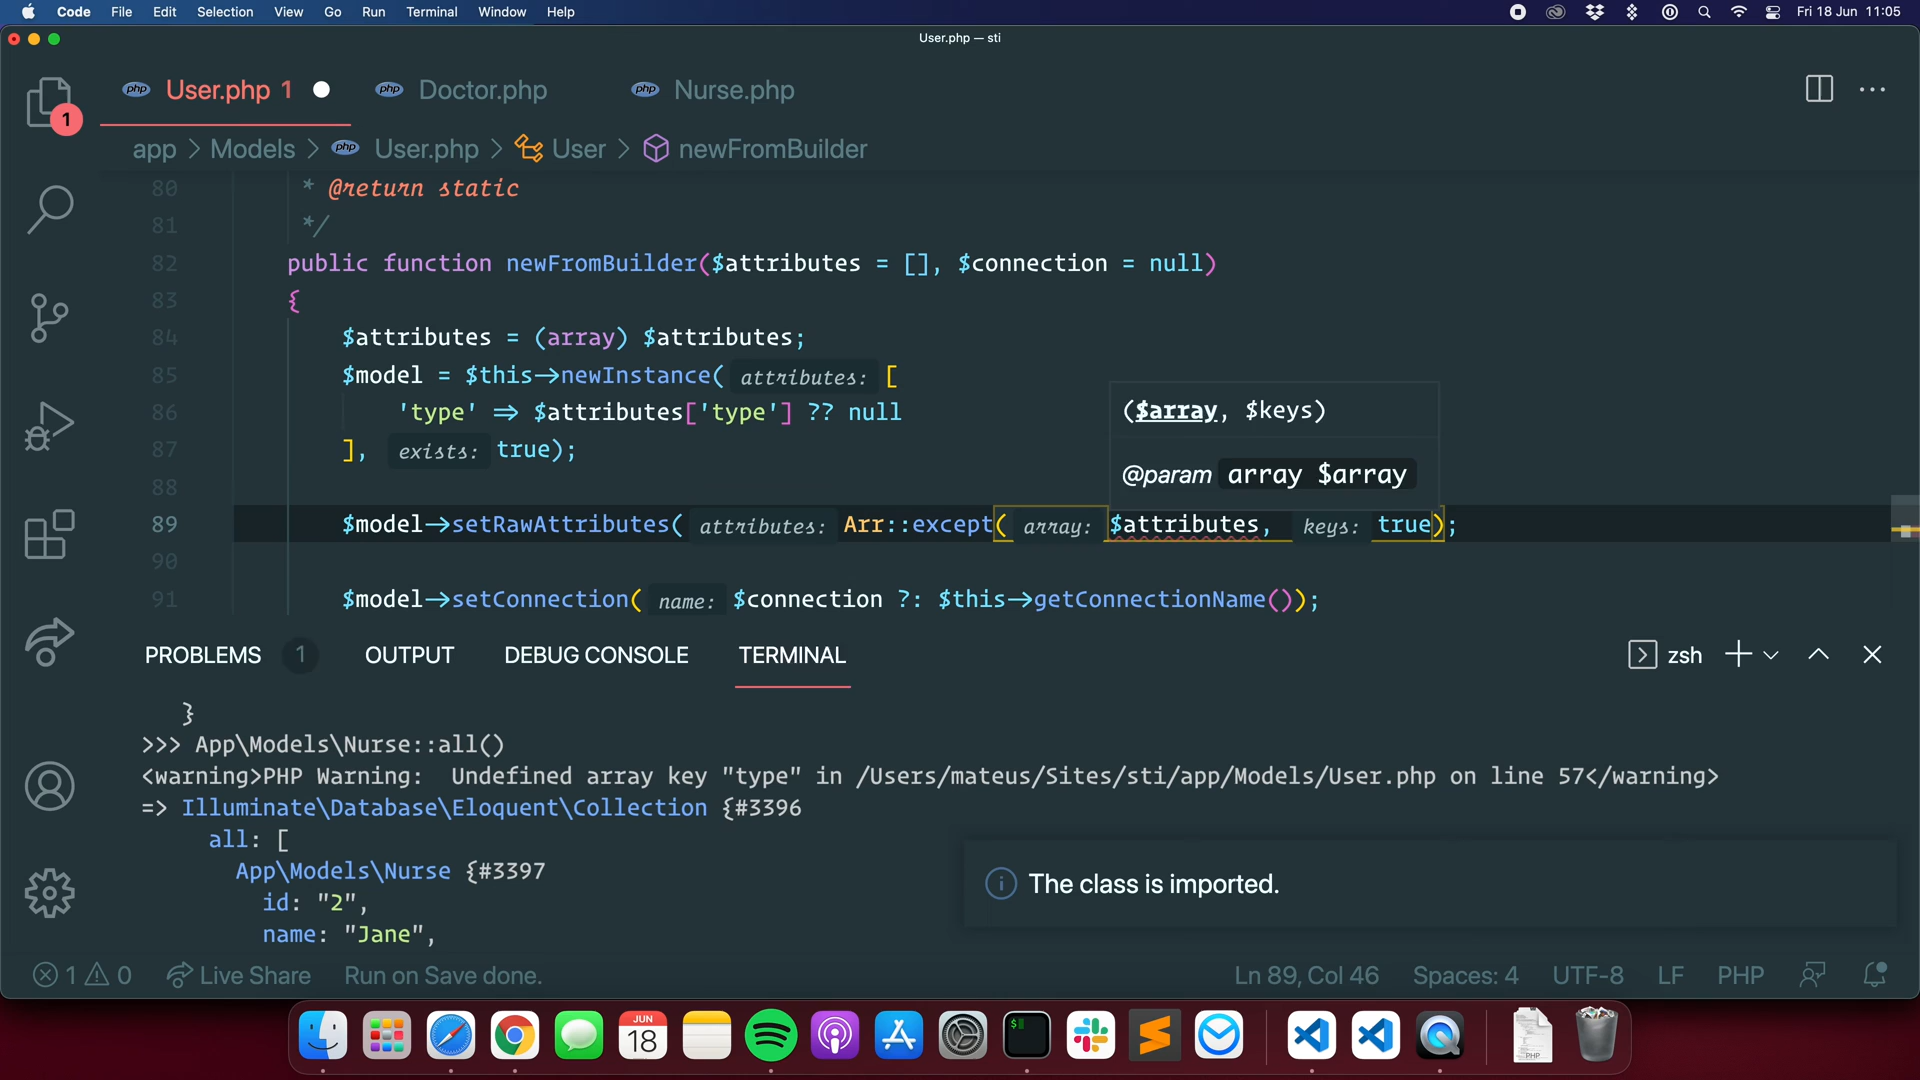 Code File Edit Selection View Go Run Terminal Window Help Fri 18 Jun 11:05
User.php — sti
php User.php 1 php Doctor.php php Nurse.php
1
app > Models > php User.php > User > newFromBuilder
80 * @return static
81 */
82 public function newFromBuilder($attributes = [], $connection = null)
83 {
84 $attributes = (array) $attributes;
85 $model = $this->newInstance( attributes: [
86 'type' => $attributes['type'] ?? null
87 ], exists: true);
88
($array, $keys)
@param array $array
89 $model->setRawAttributes( attributes: Arr::except( array: $attributes, keys: true);
90
91 $model->setConnection( name: $connection ?: $this->getConnectionName());
PROBLEMS 1 OUTPUT DEBUG CONSOLE TERMINAL zsh
}
>>> App\Models\Nurse::all()
<warning>PHP Warning: Undefined array key "type" in /Users/mateus/Sites/sti/app/Models/User.php on line 57</warning>
=> Illuminate\Database\Eloquent\Collection {#3396
all: [
App\Models\Nurse {#3397
id: "2",
name: "Jane",
The class is imported.
1 0 Live Share Run on Save done. Ln 89, Col 46 Spaces: 4 UTF-8 LF PHP
JUN
18
$
PHP